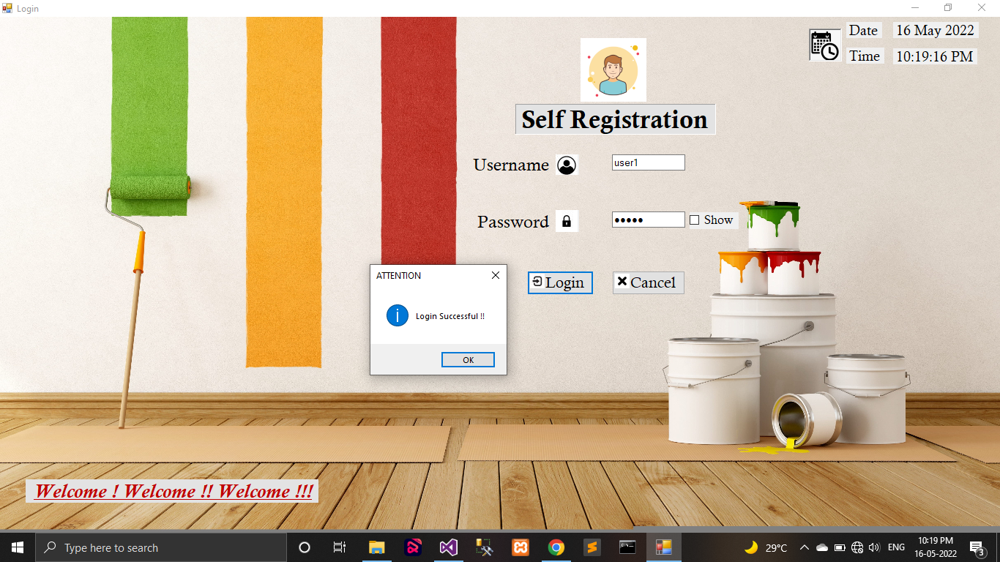 Login
Date 16 May 2022
Time 10:19:16 PM
Self Registration
Username user1
Password ●●●●● Show
Login Cancel
ATTENTION
Login Successful !!
OK
Welcome ! Welcome !! Welcome !!!
Type here to search
29°C
ENG
10:19 PM
16-05-2022
3